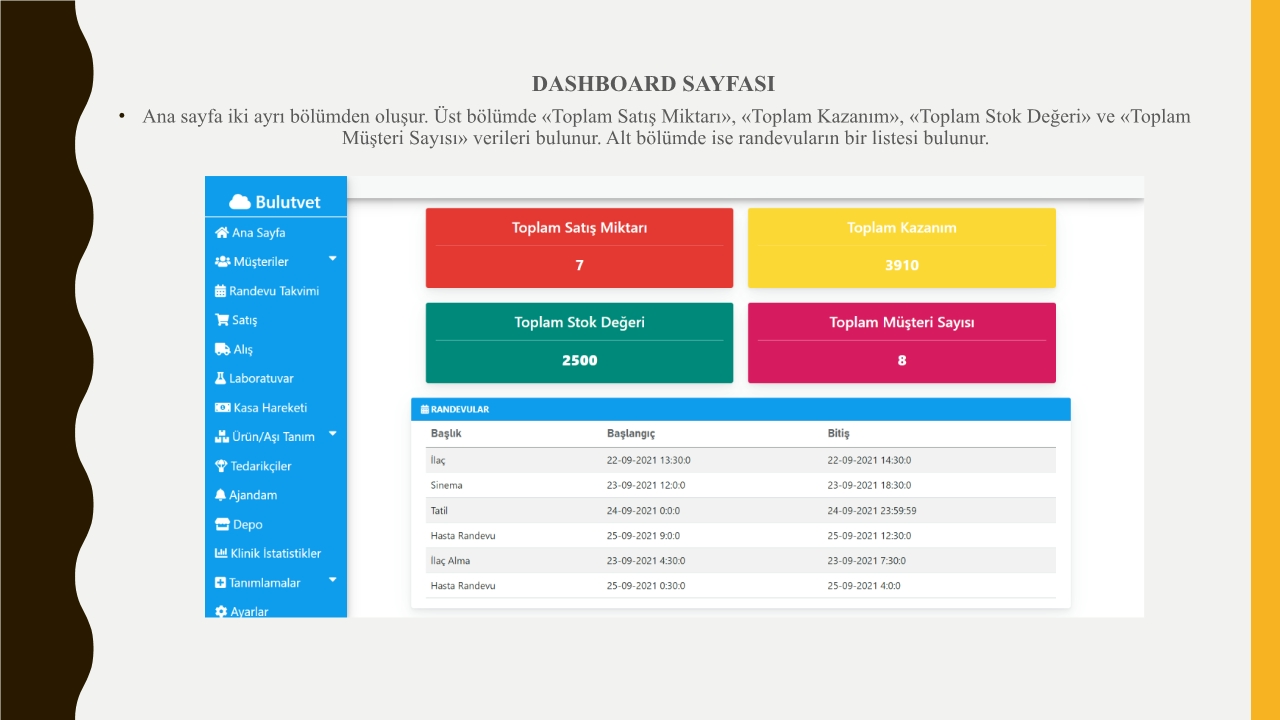 DASHBOARD SAYFASI
• Ana sayfa iki ayrı bölümden oluşur. Üst bölümde «Toplam Satış Miktarı», «Toplam Kazanım», «Toplam Stok Değeri» ve «Toplam
Müşteri Sayısı» verileri bulunur. Alt bölümde ise randevuların bir listesi bulunur.
Bulutvet
Ana Sayfa
Müşteriler
Randevu Takvimi
Satış
Alış
Laboratuvar
Kasa Hareketi
Ürün/Aşı Tanım
Tedarikçiler
Ajandam
Depo
Klinik İstatistikler
Tanımlamalar
Ayarlar
Toplam Satış Miktarı
7
Toplam Kazanım
3910
Toplam Stok Değeri
2500
Toplam Müşteri Sayısı
8
RANDEVULAR
Başlık Başlangıç Bitiş
İlaç 22-09-2021 13:30:0 22-09-2021 14:30:0
Sinema 23-09-2021 12:0:0 23-09-2021 18:30:0
Tatil 24-09-2021 0:0:0 24-09-2021 23:59:59
Hasta Randevu 25-09-2021 9:0:0 25-09-2021 12:30:0
İlaç Alma 23-09-2021 4:30:0 23-09-2021 7:30:0
Hasta Randevu 25-09-2021 0:30:0 25-09-2021 4:0:0